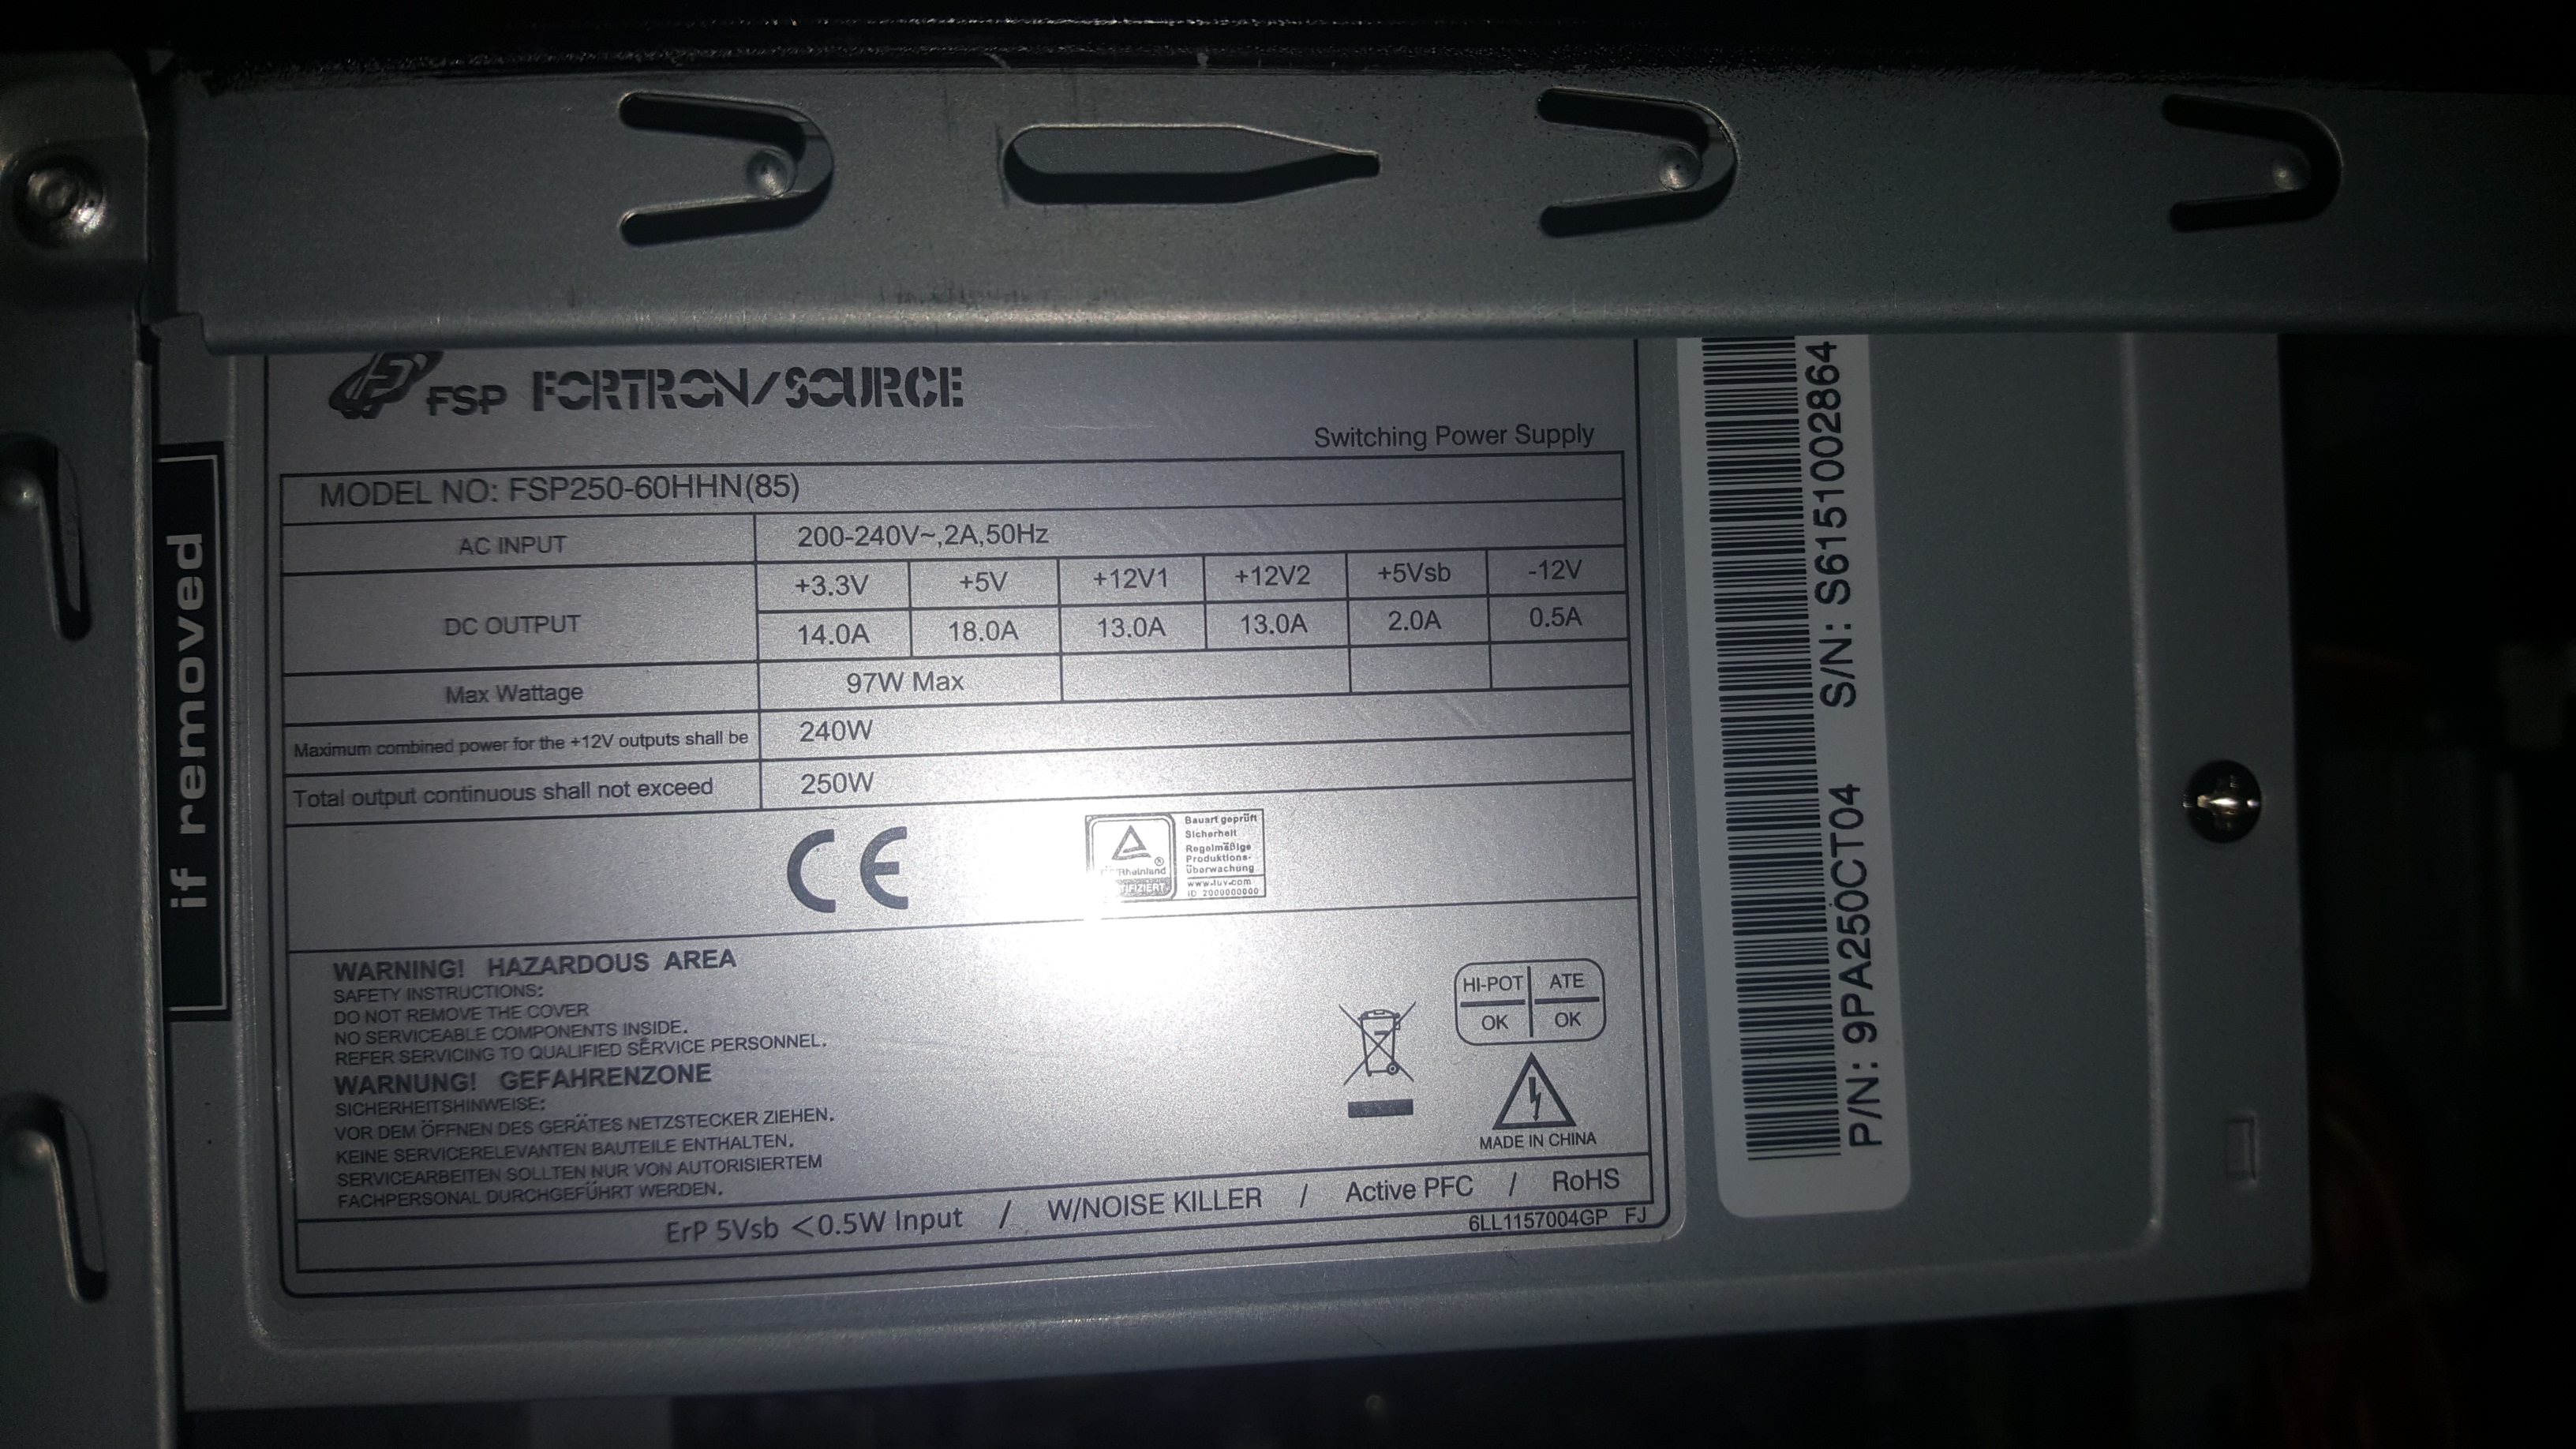 FSP FORTRON/SOURCE
Switching Power Supply
MODEL NO: FSP250-60HHN(85)
AC INPUT 200-240V~,2A,50Hz
DC OUTPUT +3.3V +5V +12V1 +12V2 +5Vsb -12V
14.0A 18.0A 13.0A 13.0A 2.0A 0.5A
Max Wattage 97W Max
Maximum combined power for the +12V outputs shall be 240W
Total output continuous shall not exceed 250W
CE
Bauart geprüft
Sicherheit
Regelmäßige
Produktions-
überwachung
www.tuv.com
ID 2000000000
Rheinland
WARNING! HAZARDOUS AREA
SAFETY INSTRUCTIONS:
DO NOT REMOVE THE COVER
NO SERVICEABLE COMPONENTS INSIDE.
REFER SERVICING TO QUALIFIED SERVICE PERSONNEL.
WARNUNG! GEFAHRENZONE
SICHERHEITSHINWEISE:
VOR DEM ÖFFNEN DES GERÄTES NETZSTECKER ZIEHEN.
KEINE SERVICERELEVANTEN BAUTEILE ENTHALTEN.
SERVICEARBEITEN SOLLTEN NUR VON AUTORISIERTEM
FACHPERSONAL DURCHGEFÜHRT WERDEN.
HI-POT ATE
OK OK
MADE IN CHINA
ErP 5Vsb <0.5W Input / W/NOISE KILLER / Active PFC / RoHS
6LL1157004GP FJ
if removed
P/N: 9PA250CT04 S/N: S6151002864